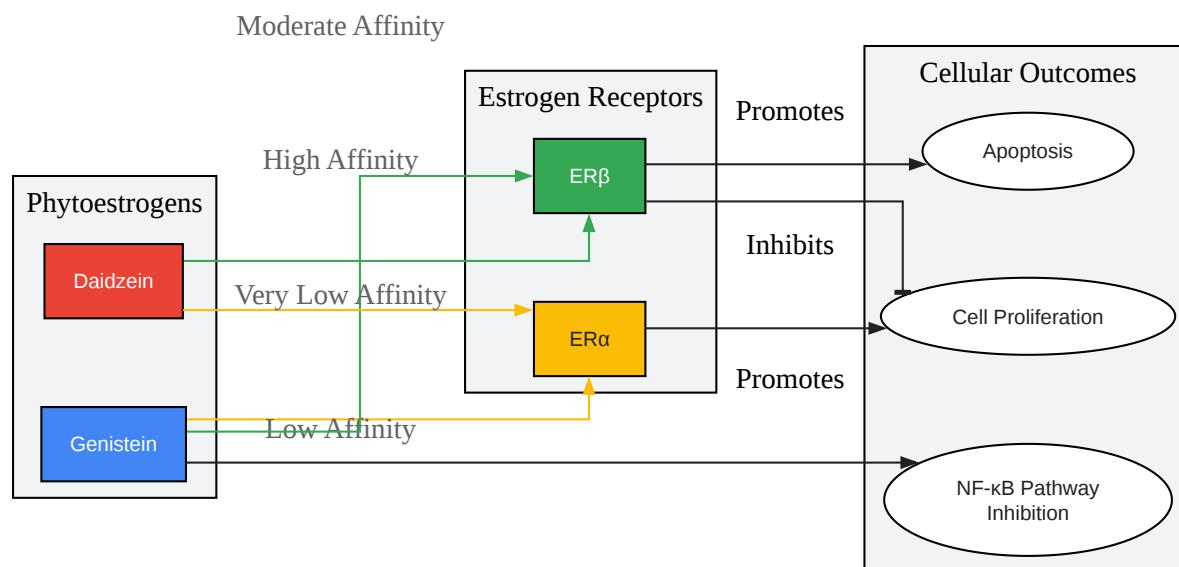 Moderate Affinity
Cellular Outcomes
Estrogen Receptors
Promotes
Apoptosis
High Affinity
ERβ
Phytoestrogens
Inhibits
Daidzein
Very Low Affinity
Cell Proliferation
ERα
Promotes
Low Affinity
Genistein
NF-κB Pathway
Inhibition